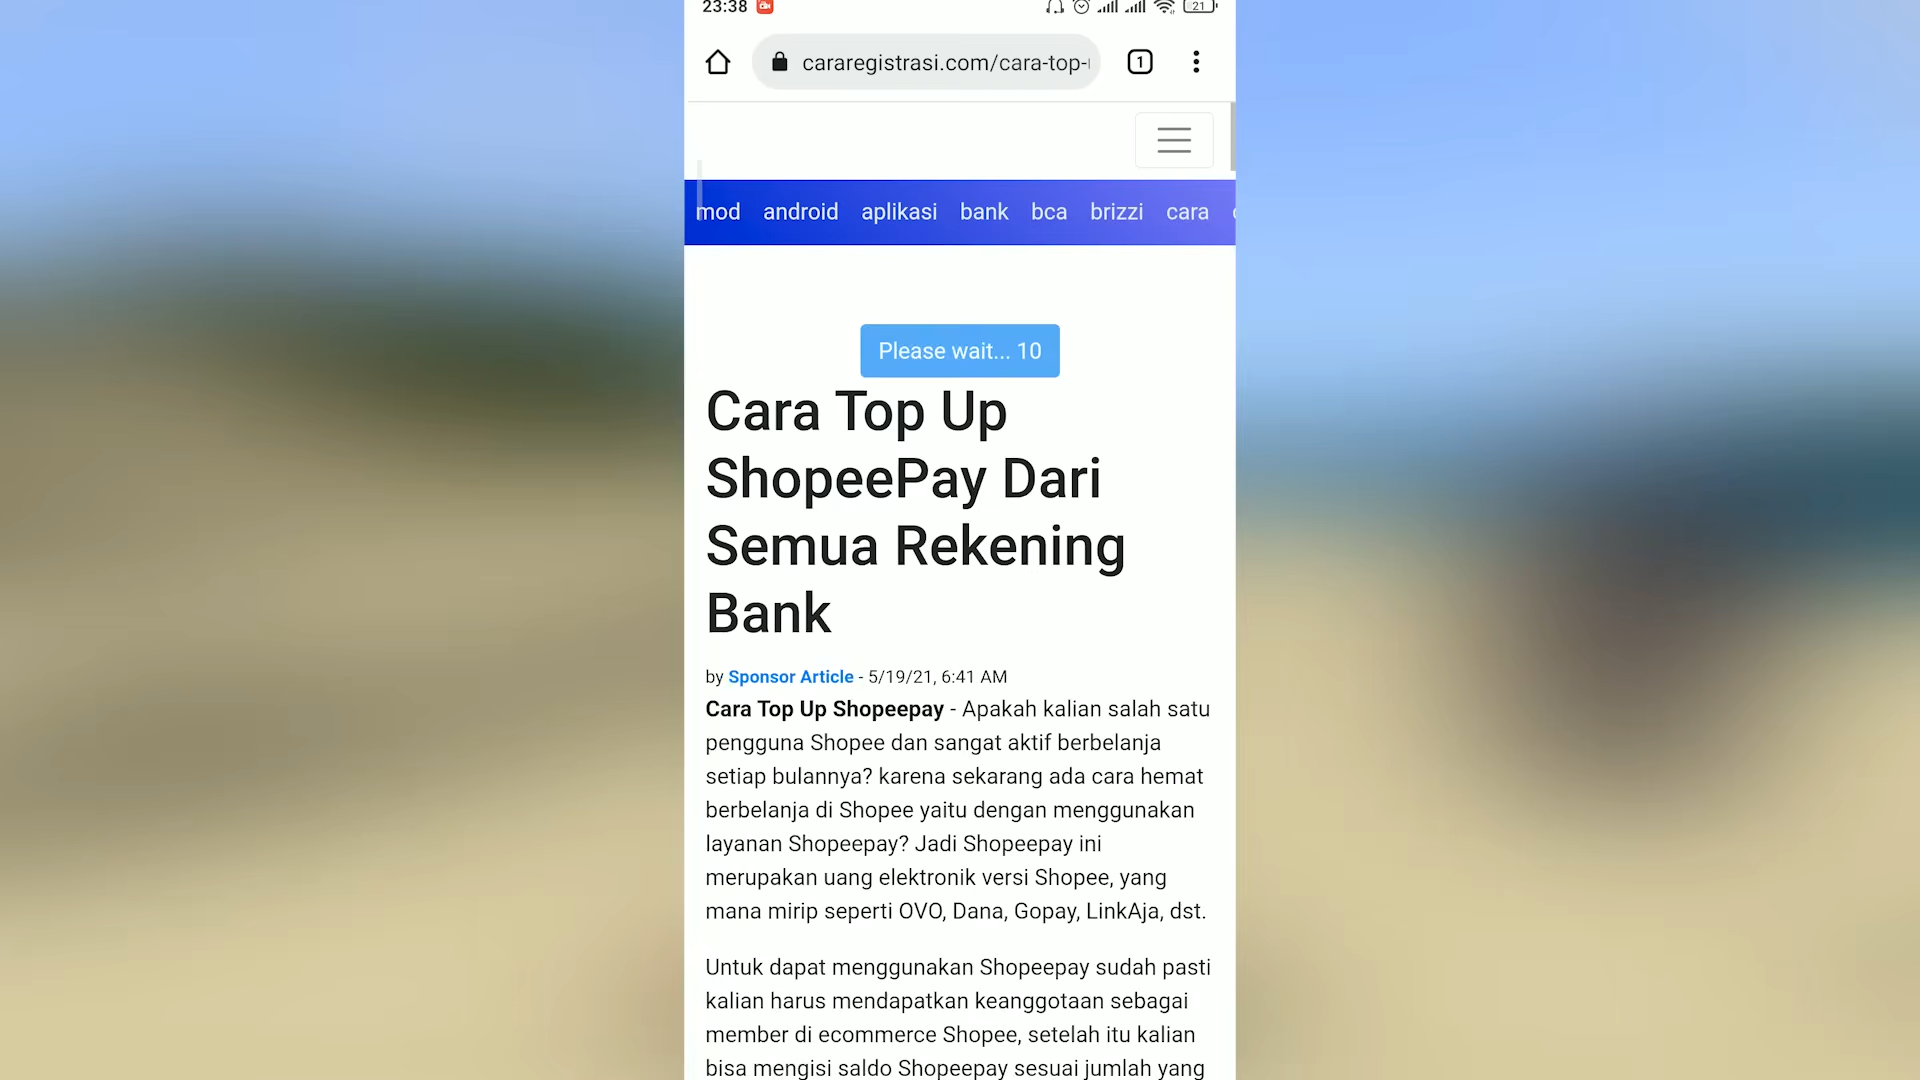 23:38
21
cararegistrasi.com/cara-top-
1
mod android aplikasi bank bca brizzi cara
Please wait... 10
Cara Top Up
ShopeePay Dari
Semua Rekening
Bank
by Sponsor Article - 5/19/21, 6:41 AM
Cara Top Up Shopeepay - Apakah kalian salah satu
pengguna Shopee dan sangat aktif berbelanja
setiap bulannya? karena sekarang ada cara hemat
berbelanja di Shopee yaitu dengan menggunakan
layanan Shopeepay? Jadi Shopeepay ini
merupakan uang elektronik versi Shopee, yang
mana mirip seperti OVO, Dana, Gopay, LinkAja, dst.
Untuk dapat menggunakan Shopeepay sudah pasti
kalian harus mendapatkan keanggotaan sebagai
member di ecommerce Shopee, setelah itu kalian
bisa mengisi saldo Shopeepay sesuai jumlah yang